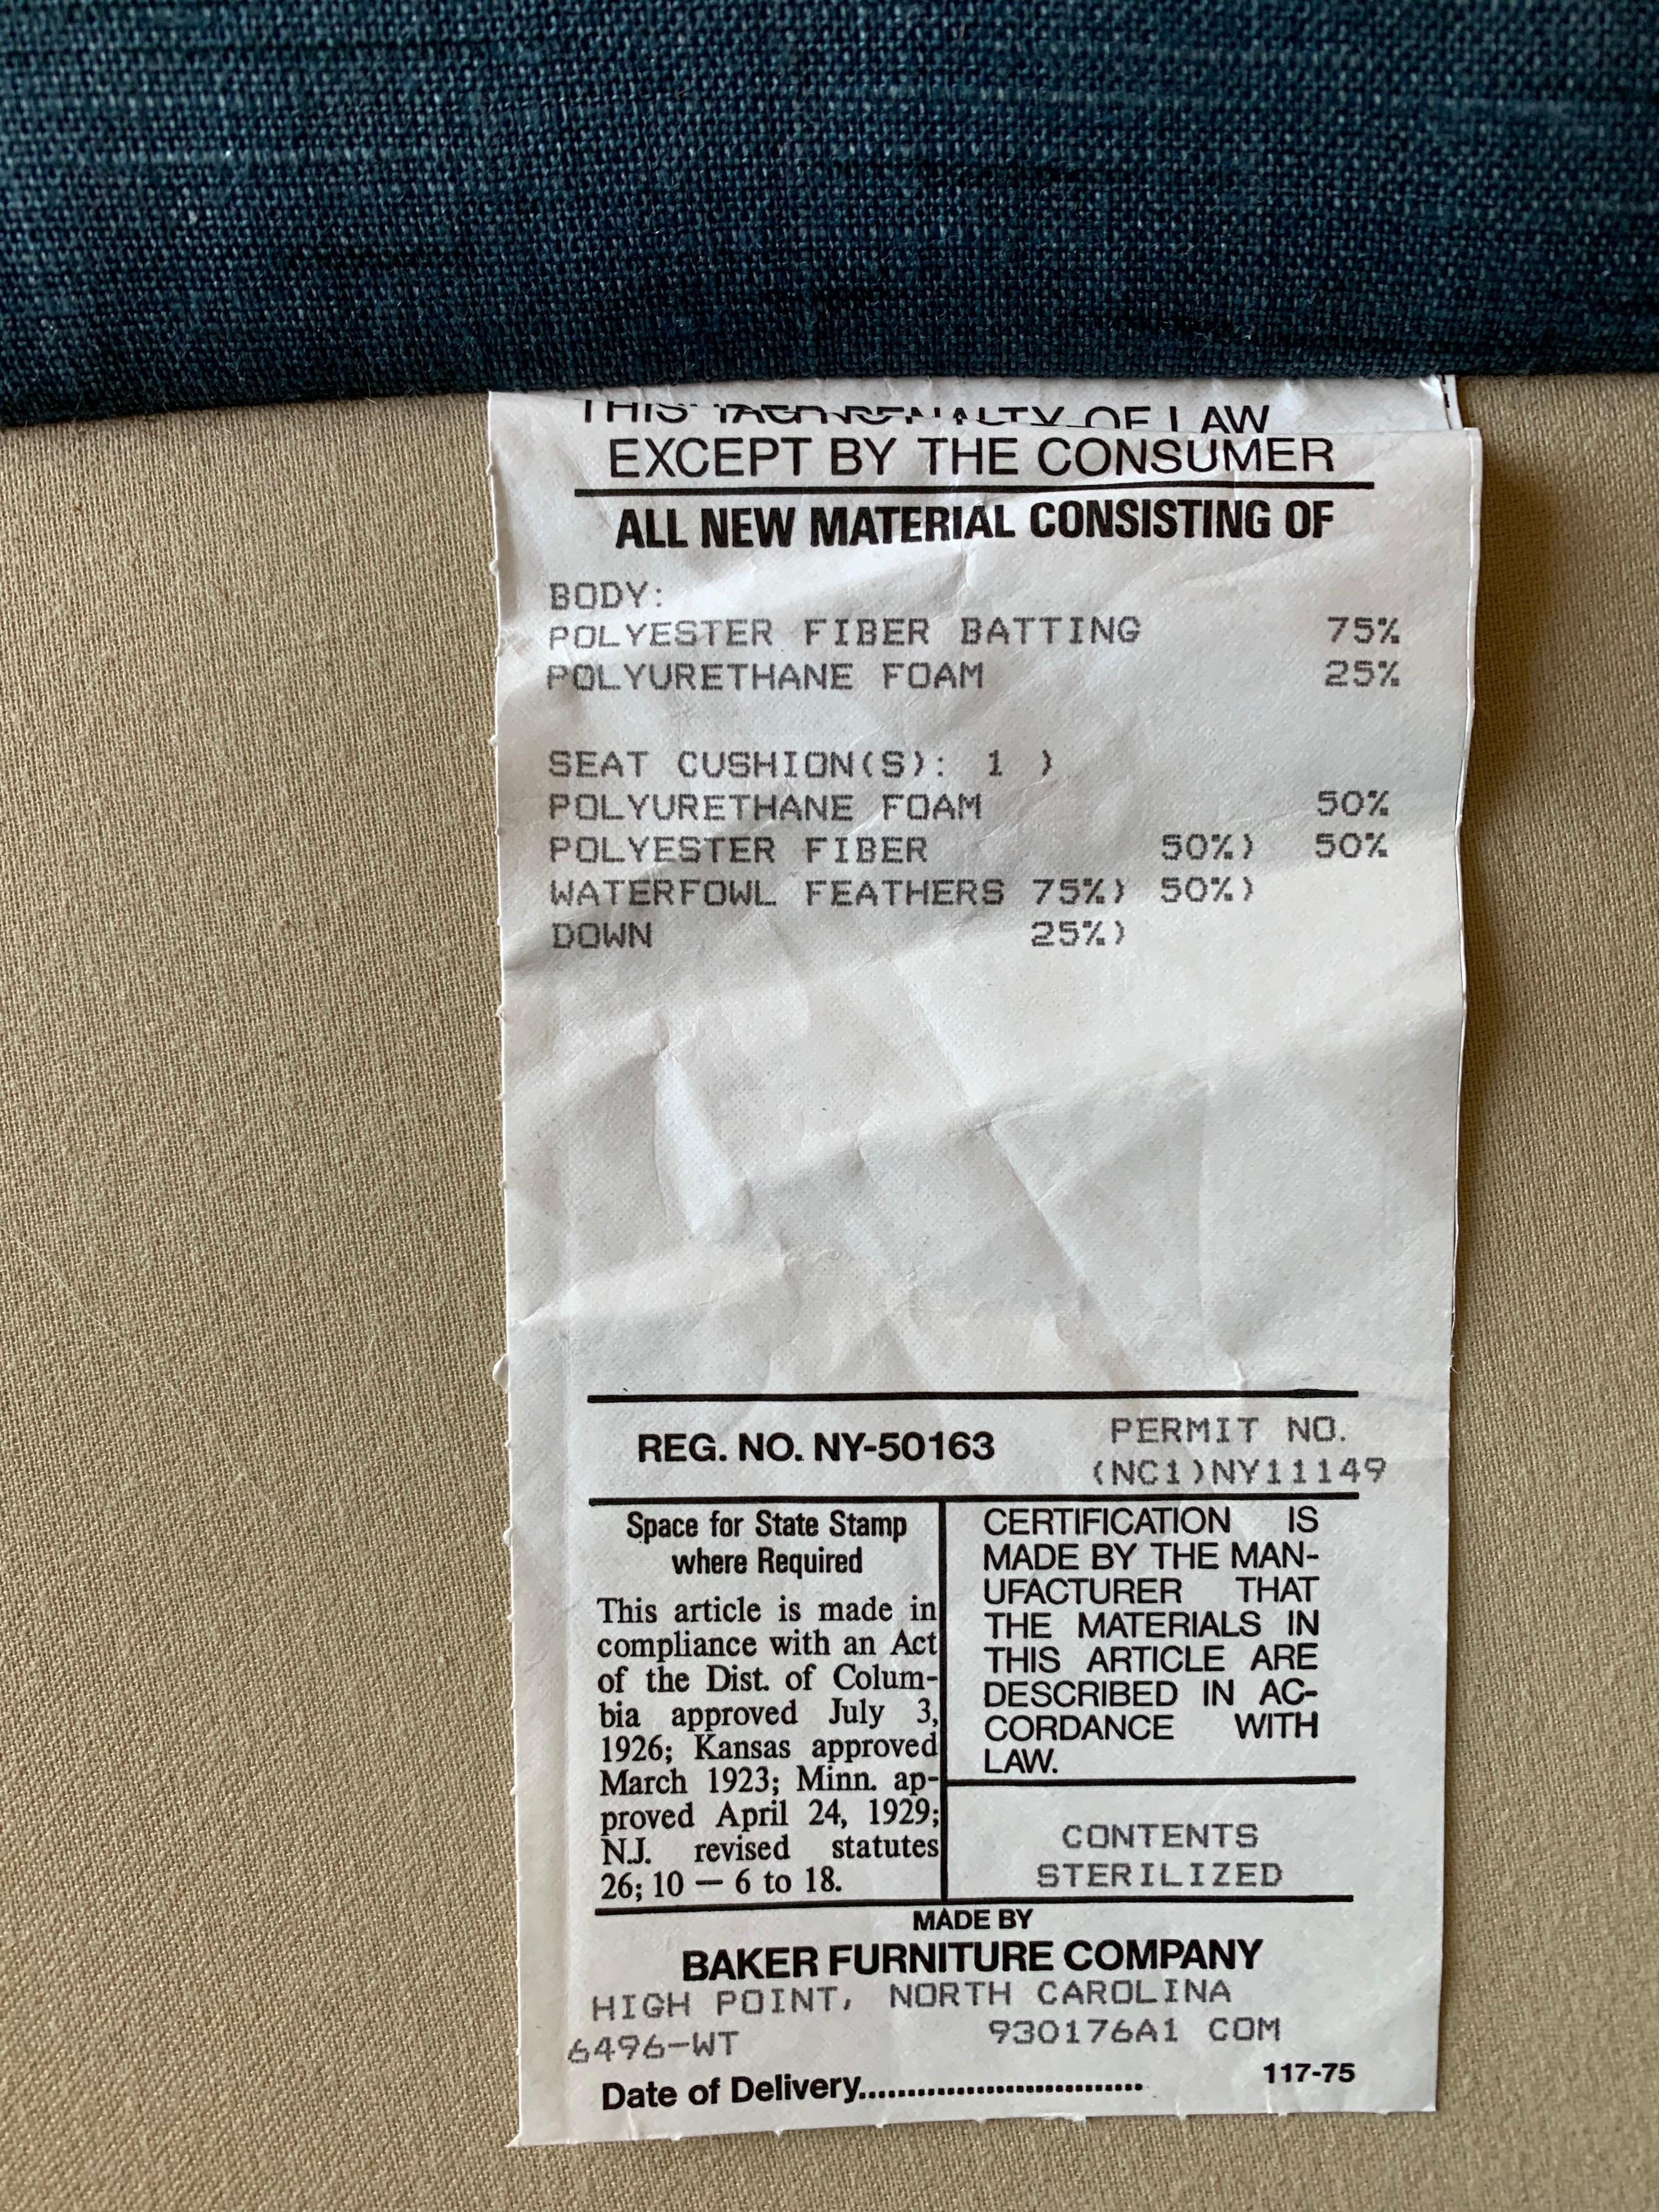 OF LAW
EXCEPT BY THE CONSUMER
ALL NEW MATERIAL CONSISTING OF
BODY:
POLYESTER FIBER BATTING 75%
POLYURETHANE FOAM 25%
SEAT CUSHION(S): 1 )
POLYURETHANE FOAM 50%
POLYESTER FIBER 50%) 50%
WATERFOWL FEATHERS 75%) 50%)
DOWN 25%)
REG. NO. NY-50163
PERMIT NO.
(NC1)NY11149
Space for State Stamp
where Required
This article is made in
compliance with an Act
of the Dist. of Colum-
bia approved July 3,
1926; Kansas approved
March 1923; Minn. ap-
proved April 24, 1929;
N.J. revised statutes
26; 10 — 6 to 18.
CERTIFICATION IS
MADE BY THE MAN-
UFACTURER THAT
THE MATERIALS IN
THIS ARTICLE ARE
DESCRIBED IN AC-
CORDANCE WITH
LAW.
CONTENTS
STERILIZED
MADE BY
BAKER FURNITURE COMPANY
HIGH POINT, NORTH CAROLINA
6496-WT 930176A1 COM
117-75
Date of Delivery..............................